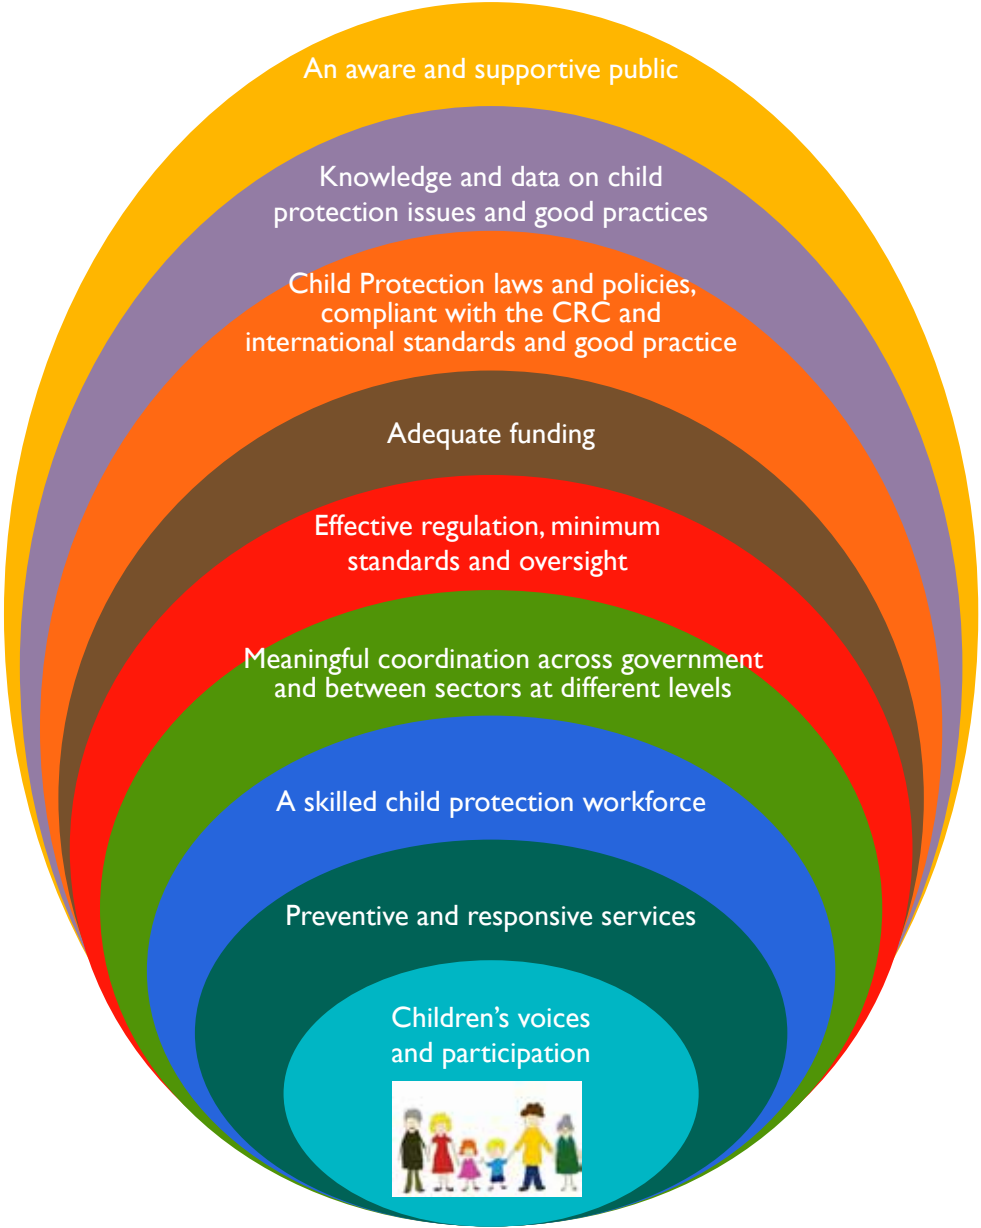 An aware and supportive public
Knowledge and data on child
protection issues and good practices
Child Protection laws and policies,
compliant with the CRC and
international standards and good practice
Adequate funding
Effective regulation, minimum
standards and oversight
Meaningful coordination across government
and between sectors at different levels
A skilled child protection workforce
Preventive and responsive services
Children’s voices
and participation